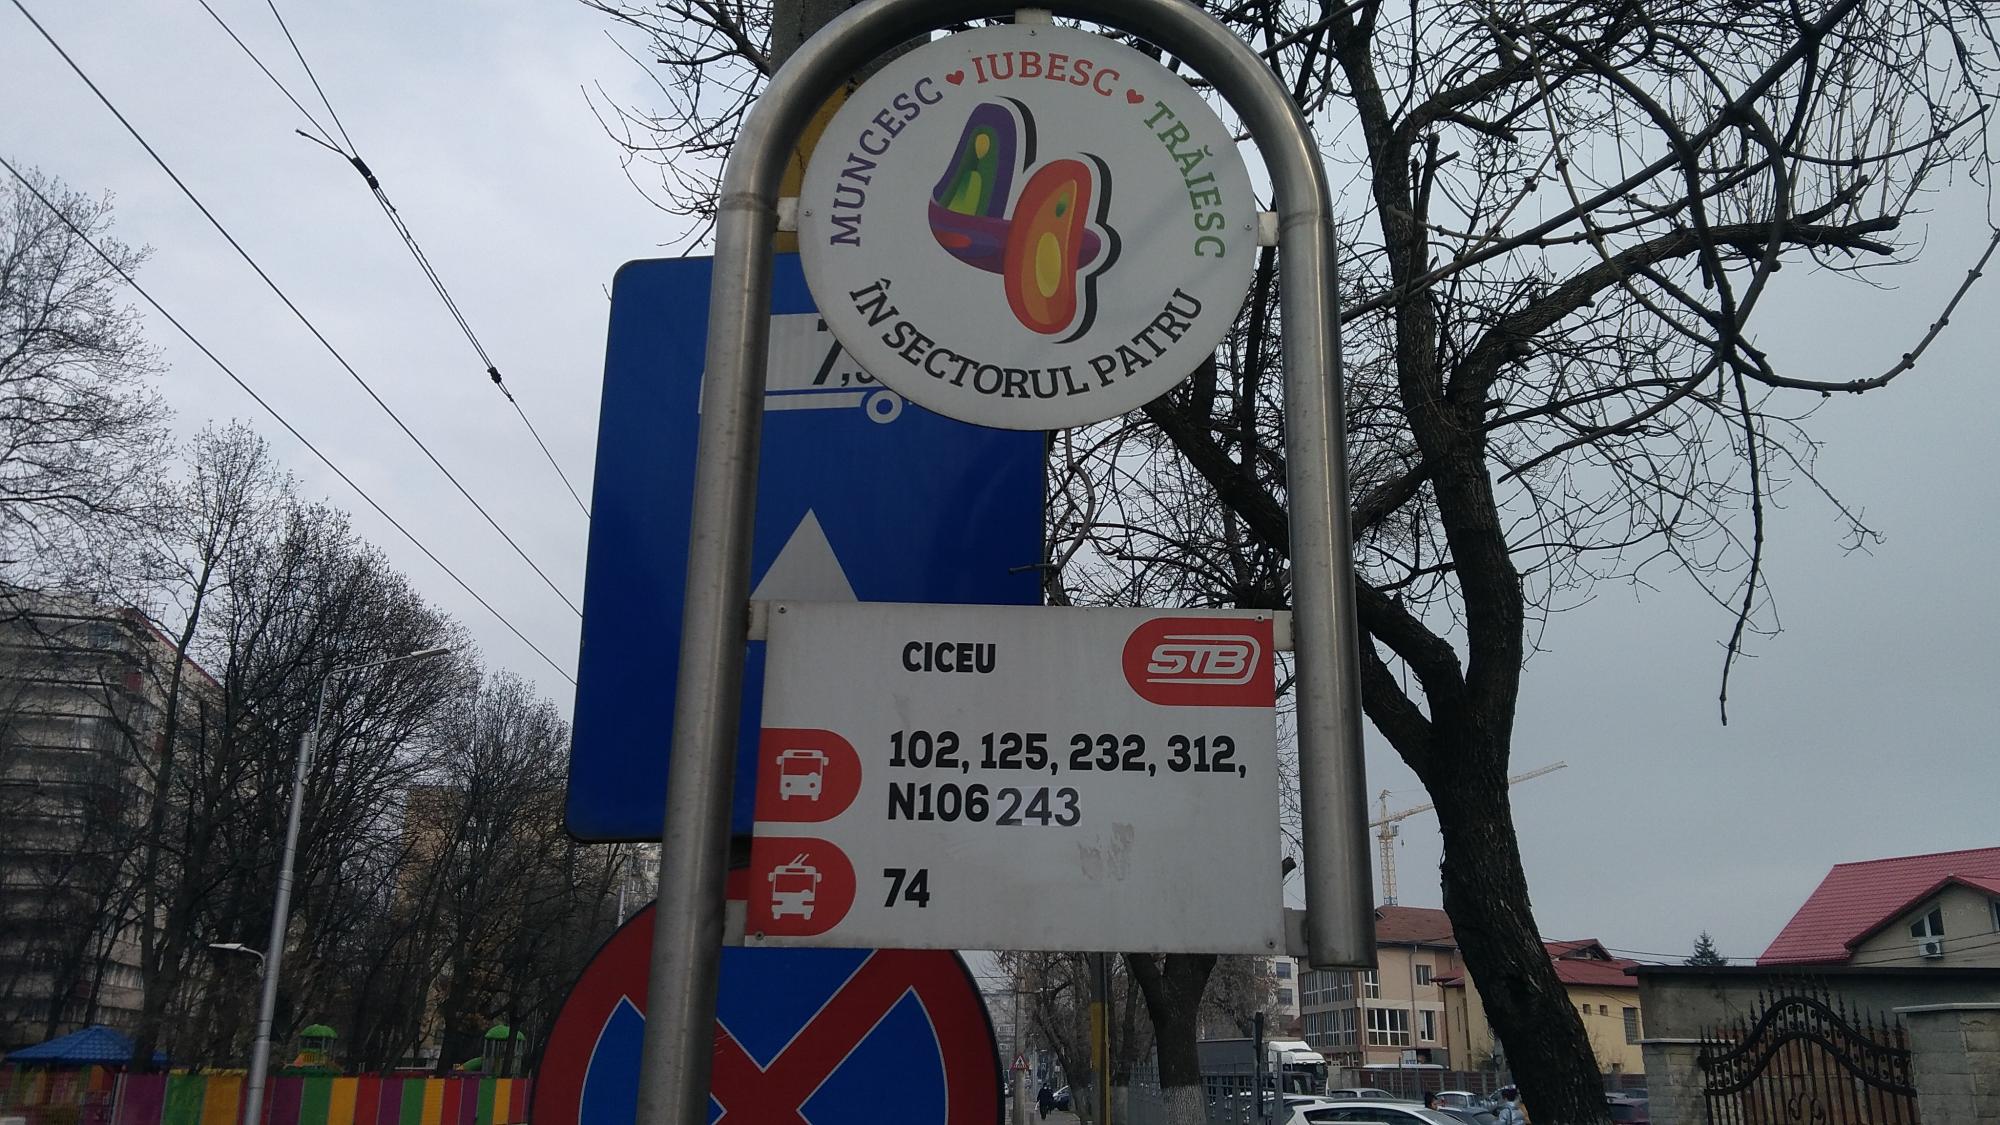 MUNCESC ♥ IUBESC ♥ TRĂIESC
ÎN SECTORUL PATRU
CICEU
STB
102, 125, 232, 312,
N106 243
74